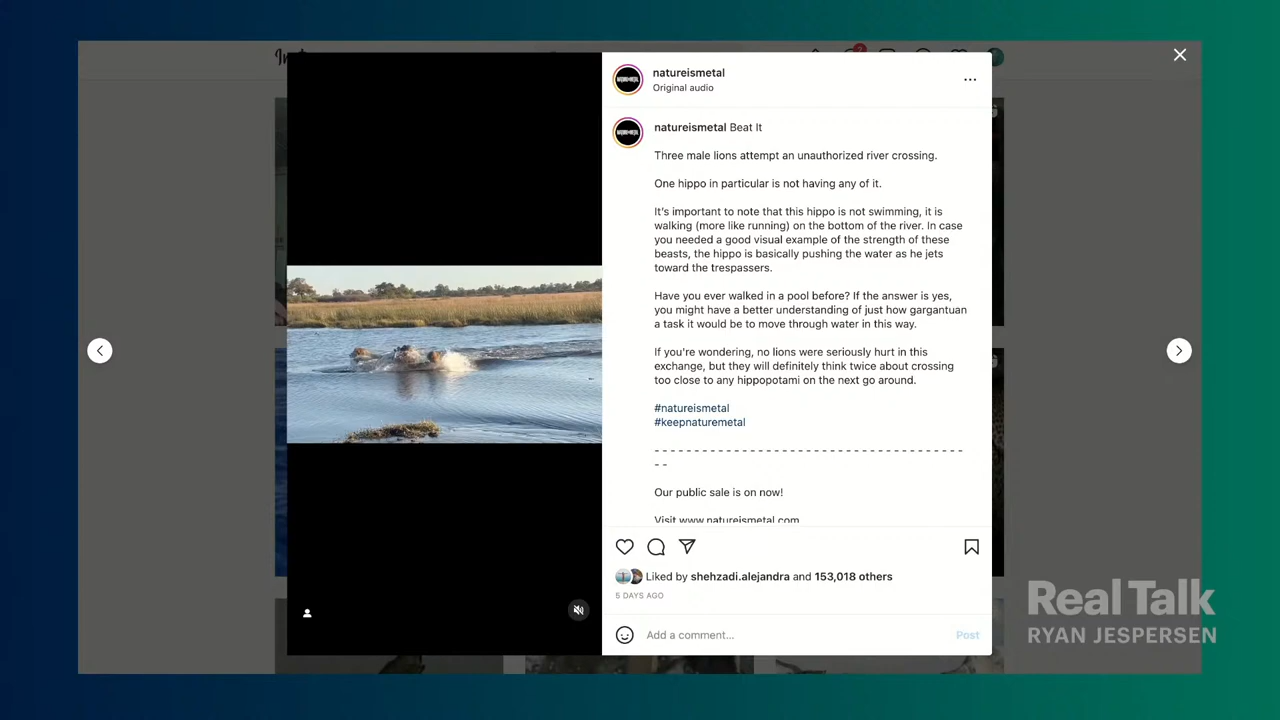 natureismetal
Original audio
natureismetal Beat It
Three male lions attempt an unauthorized river crossing.
One hippo in particular is not having any of it.
It's important to note that this hippo is not swimming, it is
walking (more like running) on the bottom of the river. In case
you needed a good visual example of the strength of these
beasts, the hippo is basically pushing the water as he jets
toward the trespassers.
Have you ever walked in a pool before? If the answer is yes,
you might have a better understanding of just how gargantuan
a task it would be to move through water in this way.
If you're wondering, no lions were seriously hurt in this
exchange, but they will definitely think twice about crossing
too close to any hippopotami on the next go around.
#natureismetal
#keepnaturemetal
- - - - - - - - - - - - - - - - - - - - - - - - - - - - - - - - - - - - - - -
- -
Our public sale is on now!
Visit www.natureismetal.com
Liked by shehzadi.alejandra and 153,018 others
5 DAYS AGO
Add a comment...
Post
Real Talk
RYAN JESPERSEN